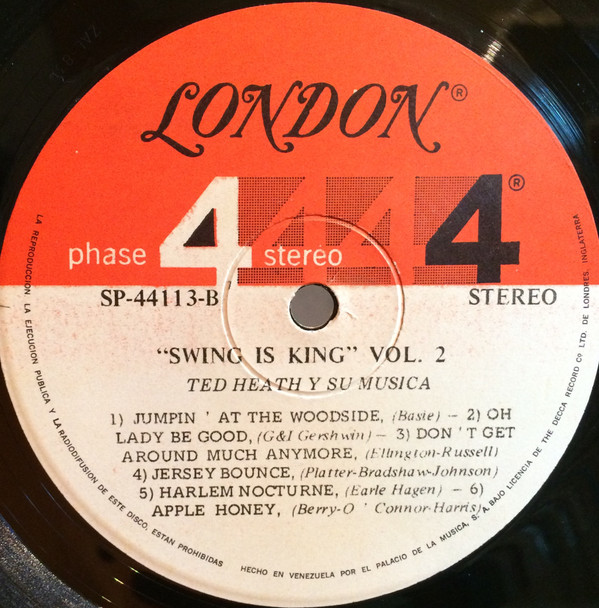 LONDON®
4 4 4 4®
phase stereo
SP-44113-B STEREO
“SWING IS KING” VOL. 2
TED HEATH Y SU MUSICA
1) JUMPIN ' AT THE WOODSIDE, (Basie) – 2) OH
LADY BE GOOD, (G&I Gershwin) – 3) DON ' T GET
AROUND MUCH ANYMORE, (Ellington-Russell)
4) JERSEY BOUNCE, (Platter-Bradshaw-Johnson)
5) HARLEM NOCTURNE, (Earle Hagen) – 6)
APPLE HONEY, (Berry-O ' Connor-Harris)
LA REPRODUCCION LA EJECUCION PUBLICA Y LA RADIODIFUSION DE ESTE DISCO, ESTAN PROHIBIDAS
HECHO EN VENEZUELA POR EL PALACIO DE LA MUSICA, S. A. BAJO LICENCIA DE THE DECCA RECORD Cº LTD. DE LONDRES, INGLATERRA